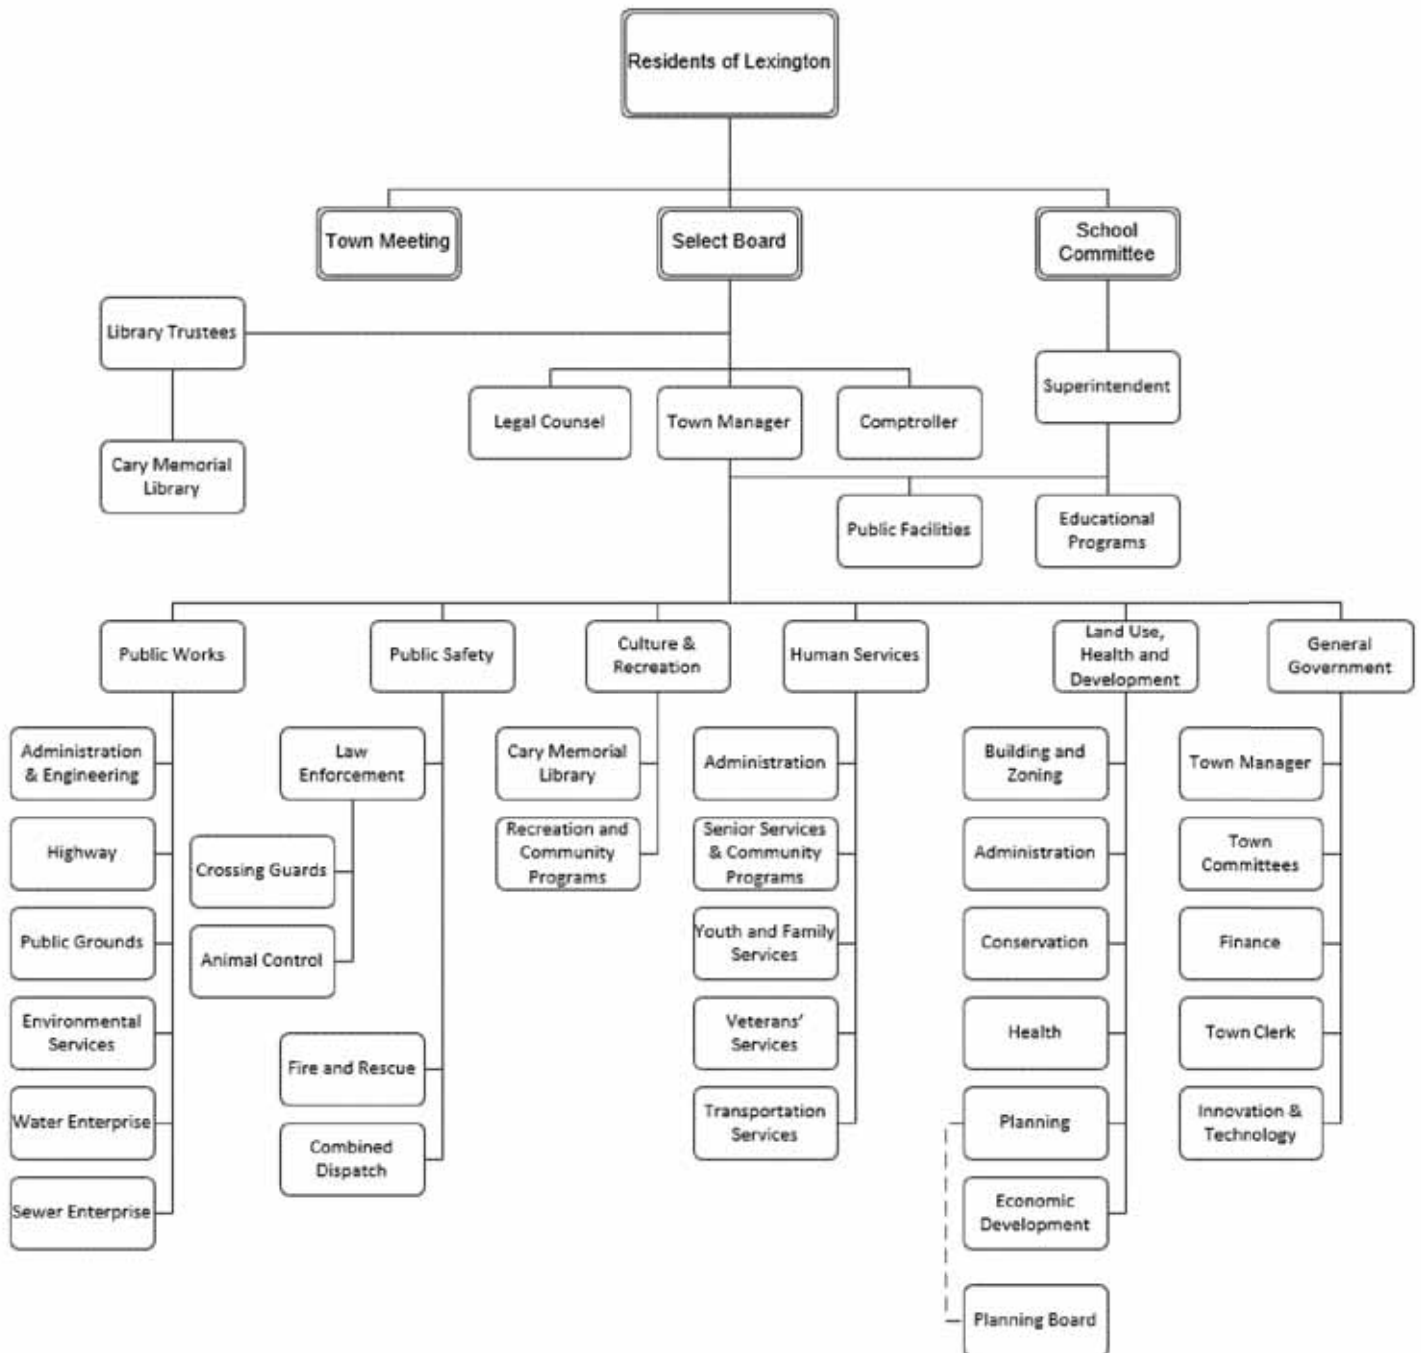 Residents of Lexington
Town Meeting
Select Board
School
Committee
Library Trustees
Superintendent
Legal Counsel
Town Manager
Comptroller
Cary Memorial
Library
Public Facilities
Educational
Programs
Public Works
Public Safety
Culture &
Recreation
Human Services
Land Use,
Health and
Development
General
Government
Administration
& Engineering
Highway
Public Grounds
Environmental
Services
Water Enterprise
Sewer Enterprise
Law
Enforcement
Crossing Guards
Animal Control
Fire and Rescue
Combined
Dispatch
Cary Memorial
Library
Recreation and
Community
Programs
Administration
Senior Services
& Community
Programs
Youth and Family
Services
Veterans'
Services
Transportation
Services
Building and
Zoning
Administration
Conservation
Health
Planning
Economic
Development
Planning Board
Town Manager
Town
Committees
Finance
Town Clerk
Innovation &
Technology